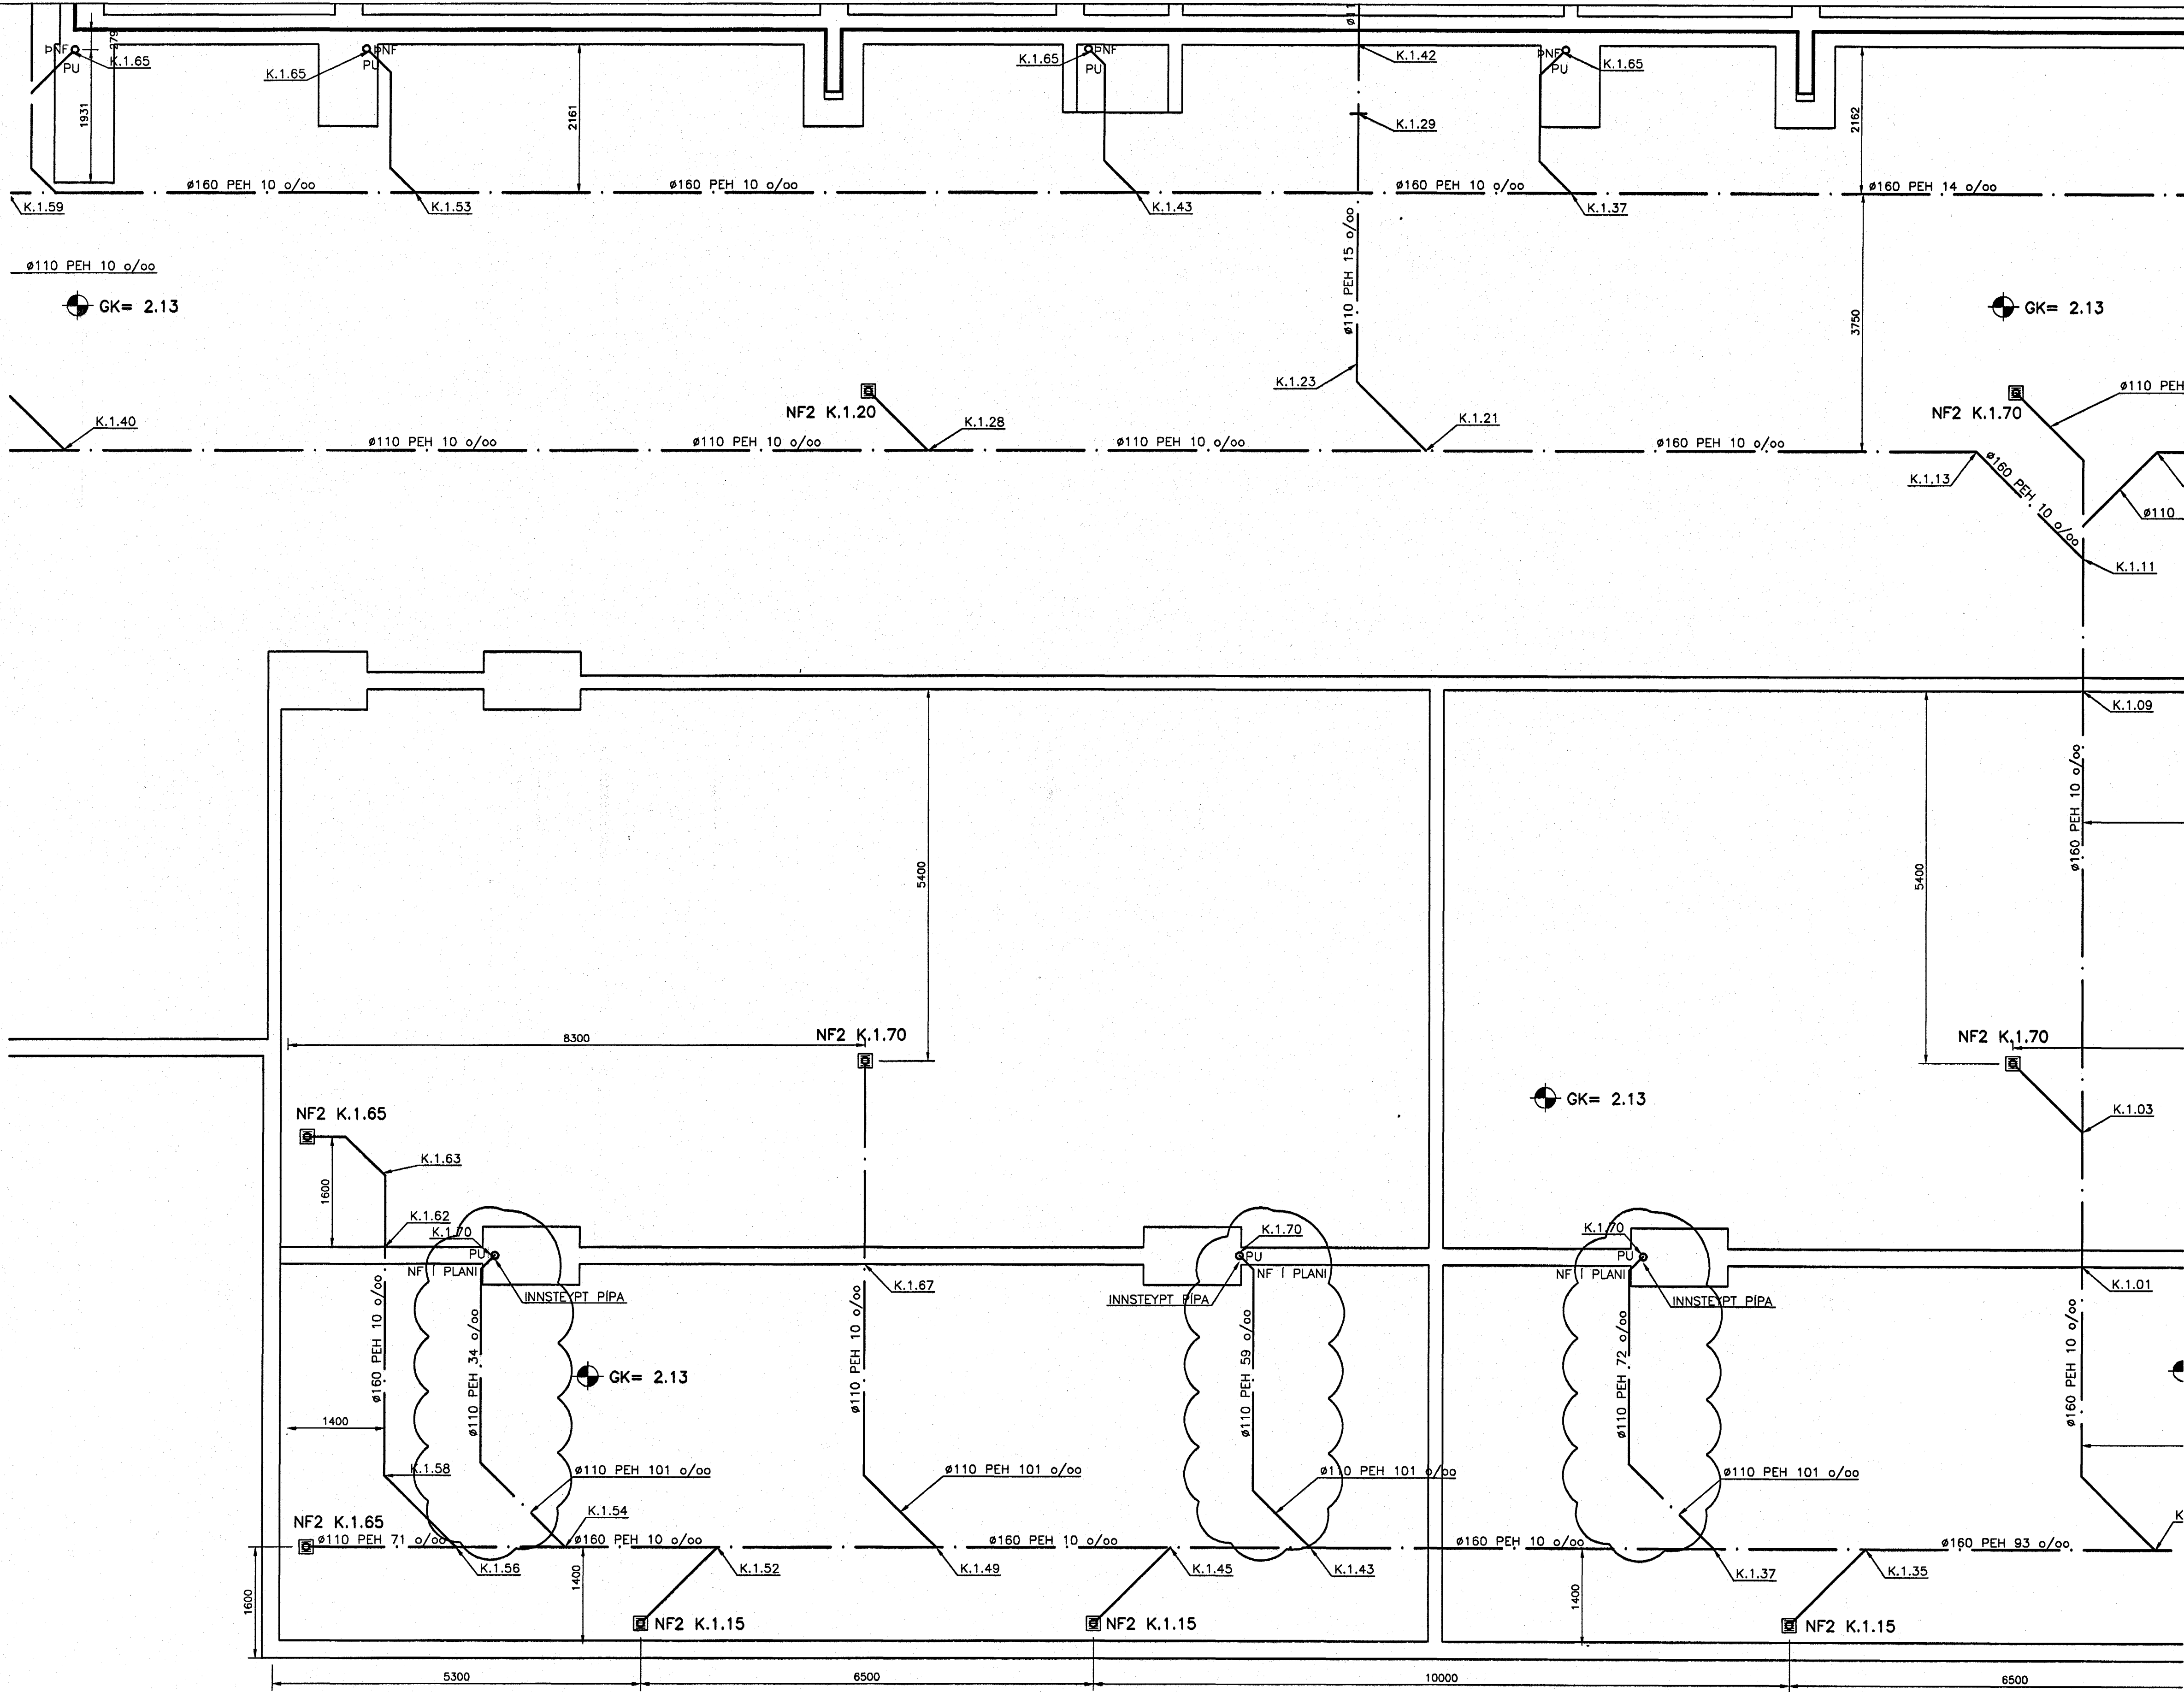 ÞNF
PU
K.1.65
279
1931
K.1.65
ÞNF
PU
2161
K.1.65
ÞNF
PU
Ø11
K.1.42
K.1.29
ÞNF
PU
K.1.65
2162
Ø160 PEH 10 o/oo
Ø160 PEH 10 o/oo
Ø160 PEH 10 o/oo
Ø160 PEH 14 o/oo
K.1.59
K.1.53
K.1.43
K.1.37
Ø110 PEH 10 o/oo
GK= 2.13
Ø110 PEH 15 o/oo
3750
GK= 2.13
K.1.23
NF2 K.1.20
NF2 K.1.70
Ø110 PEH
K.1.40
K.1.28
K.1.21
Ø110 PEH 10 o/oo
Ø110 PEH 10 o/oo
Ø110 PEH 10 o/oo
Ø160 PEH 10 o/oo
K.1.13
Ø160 PEH 10 o/oo
Ø110
K.1.11
K.1.09
Ø160 PEH 10 o/oo
5400
5400
8300
NF2 K.1.70
NF2 K.1.70
GK= 2.13
NF2 K.1.65
K.1.63
K.1.03
1600
K.1.62
K.1.70
PU
NF Í PLANI
INNSTEYPT PÍPA
K.1.67
K.1.70
PU
NF Í PLANI
INNSTEYPT PÍPA
K.1.70
PU
NF Í PLANI
INNSTEYPT PÍPA
K.1.01
Ø160 PEH 10 o/oo
Ø110 PEH 34 o/oo
GK= 2.13
Ø110 PEH 10 o/oo
Ø110 PEH 59 o/oo
Ø110 PEH 72 o/oo
Ø160 PEH 10 o/oo
1400
K.1.58
Ø110 PEH 101 o/oo
Ø110 PEH 101 o/oo
Ø110 PEH 101 o/oo
Ø110 PEH 101 o/oo
K.1.54
NF2 K.1.65
K
Ø110 PEH 71 o/oo
Ø160 PEH 10 o/oo
Ø160 PEH 10 o/oo
Ø160 PEH 10 o/oo
Ø160 PEH 93 o/oo
K.1.56
K.1.52
K.1.49
K.1.45
K.1.43
K.1.37
K.1.35
1600
1400
1400
NF2 K.1.15
NF2 K.1.15
NF2 K.1.15
5300
6500
10000
6500